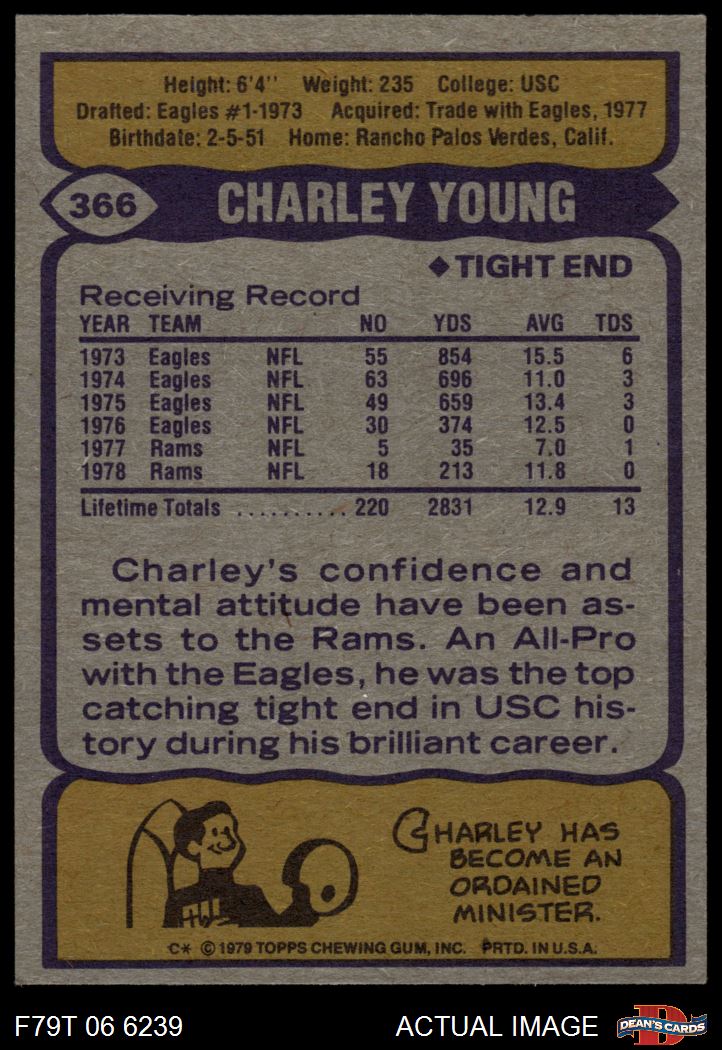 Height: 6'4'' Weight: 235 College: USC
Drafted: Eagles #1-1973 Acquired: Trade with Eagles, 1977
Birthdate: 2-5-51 Home: Rancho Palos Verdes, Calif.
366 CHARLEY YOUNG
◆TIGHT END
Receiving Record
YEAR TEAM NO YDS AVG TDS
1973 Eagles NFL 55 854 15.5 6
1974 Eagles NFL 63 696 11.0 3
1975 Eagles NFL 49 659 13.4 3
1976 Eagles NFL 30 374 12.5 0
1977 Rams NFL 5 35 7.0 1
1978 Rams NFL 18 213 11.8 0
Lifetime Totals .......... 220 2831 12.9 13
Charley's confidence and
mental attitude have been as-
sets to the Rams. An All-Pro
with the Eagles, he was the top
catching tight end in USC his-
tory during his brilliant career.
CHARLEY HAS
BECOME AN
ORDAINED
MINISTER.
C* © 1979 TOPPS CHEWING GUM, INC. PRTD. IN U.S.A.
F79T 06 6239 ACTUAL IMAGE D DEAN'S CARDS